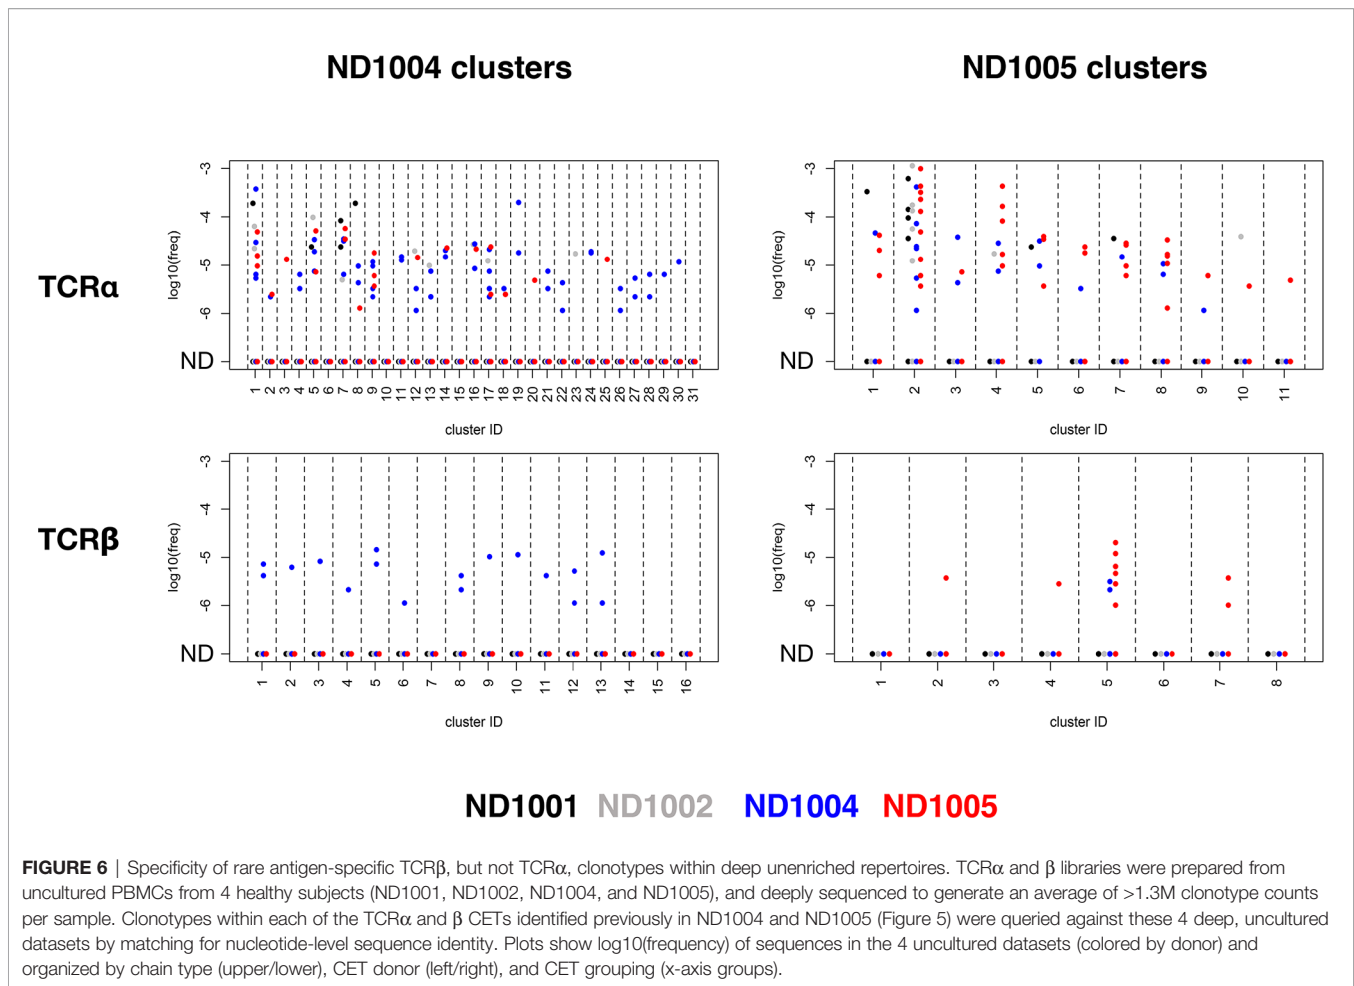 ND1004 clusters
ND1005 clusters
TCRα
log10(freq)
-3
-4
-5
-6
ND
1 2 3 4 5 6 7 8 9 10 11 12 13 14 15 16 17 18 19 20 21 22 23 24 25 26 27 28 29 30 31
cluster ID
log10(freq)
-3
-4
-5
-6
ND
1 2 3 4 5 6 7 8 9 10 11
cluster ID
TCRβ
log10(freq)
-3
-4
-5
-6
ND
1 2 3 4 5 6 7 8 9 10 11 12 13 14 15 16
cluster ID
log10(freq)
-3
-4
-5
-6
ND
1 2 3 4 5 6 7 8
cluster ID
ND1001 ND1002 ND1004 ND1005
FIGURE 6 | Specificity of rare antigen-specific TCRβ, but not TCRα, clonotypes within deep unenriched repertoires. TCRα and β libraries were prepared from
uncultured PBMCs from 4 healthy subjects (ND1001, ND1002, ND1004, and ND1005), and deeply sequenced to generate an average of >1.3M clonotype counts
per sample. Clonotypes within each of the TCRα and β CETs identified previously in ND1004 and ND1005 (Figure 5) were queried against these 4 deep, uncultured
datasets by matching for nucleotide-level sequence identity. Plots show log10(frequency) of sequences in the 4 uncultured datasets (colored by donor) and
organized by chain type (upper/lower), CET donor (left/right), and CET grouping (x-axis groups).